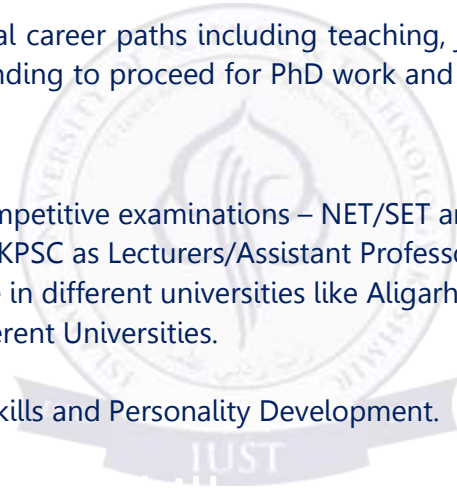 al career paths including teaching, j
nding to proceed for PhD work and
mpetitive examinations – NET/SET a
KPSC as Lecturers/Assistant Professo
e in different universities like Aligarh
erent Universities.
kills and Personality Development.
IUST